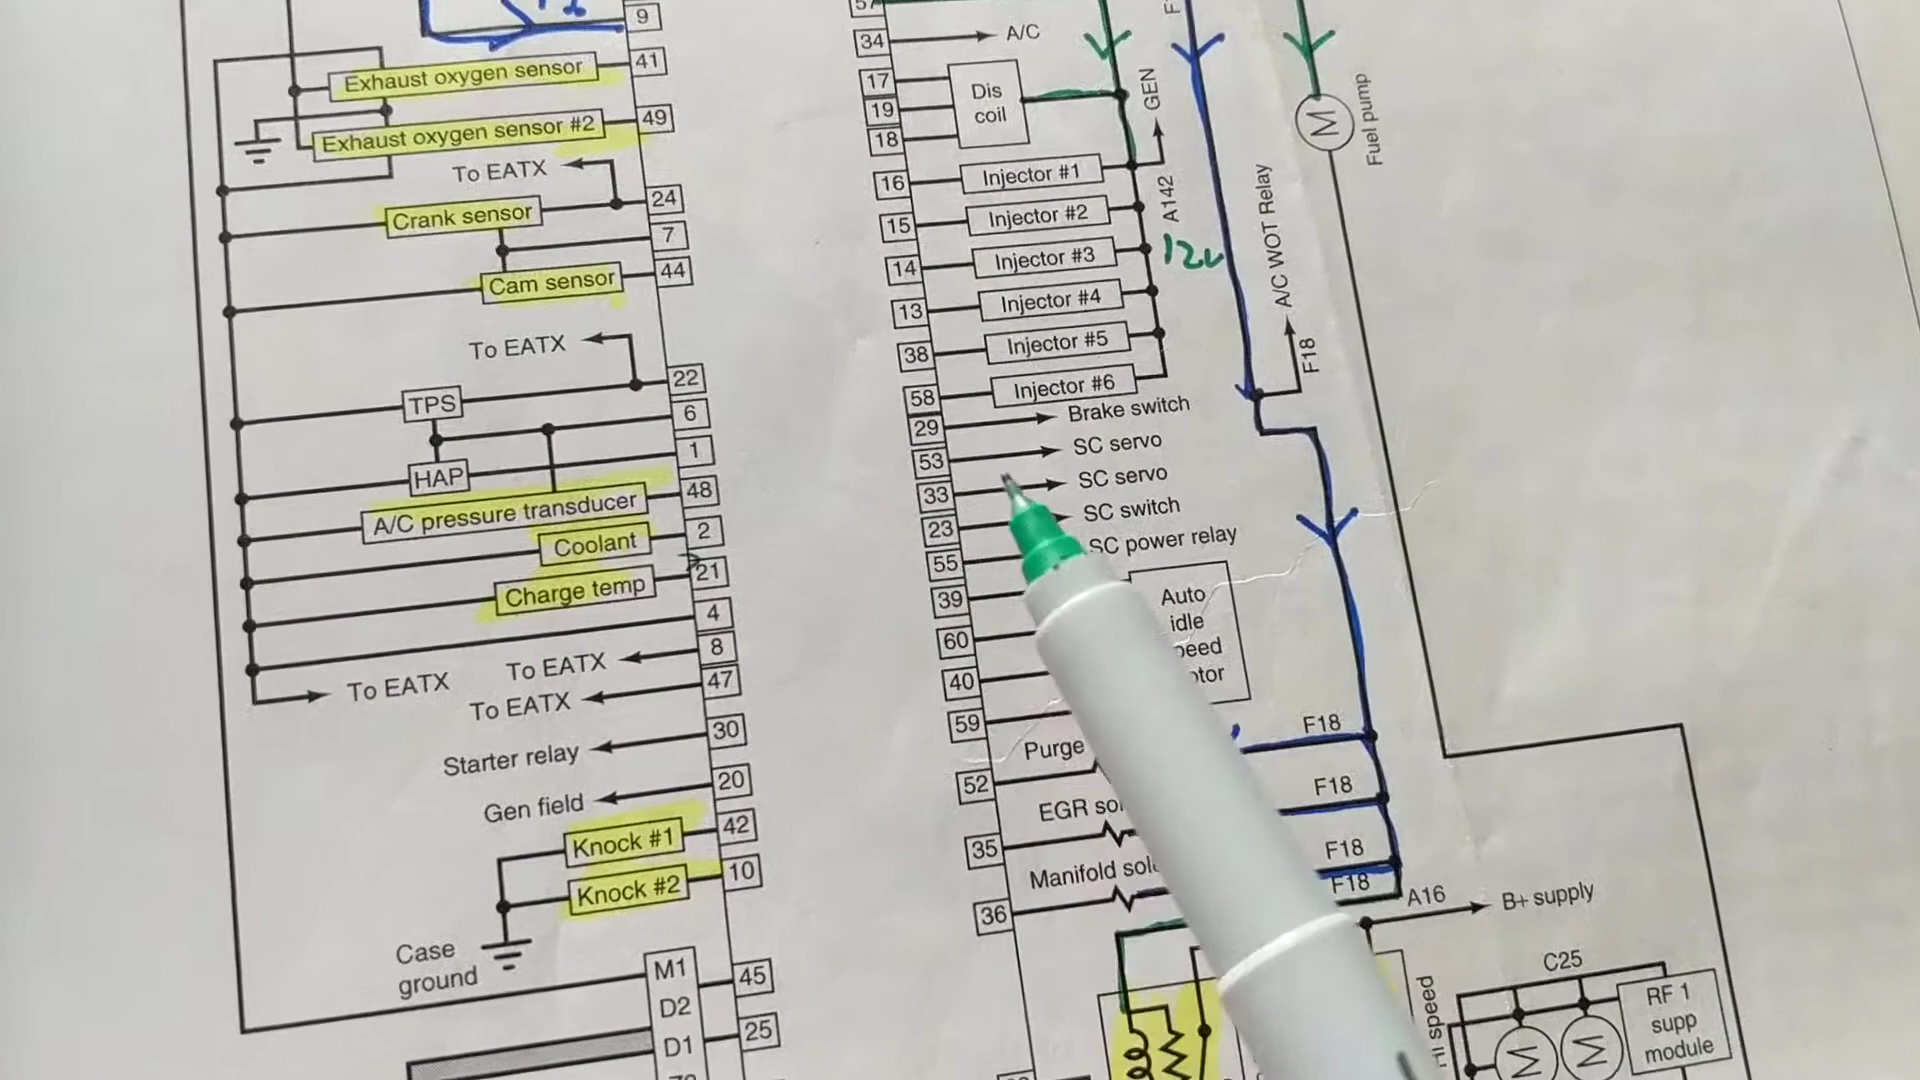 9
41
Exhaust oxygen sensor
49
Exhaust oxygen sensor #2
To EATX
24
Crank sensor
7
44
Cam sensor
To EATX
22
TPS
6
1
HAP
48
A/C pressure transducer
2
Coolant
21
Charge temp
4
8
To EATX
47
To EATX
To EATX
30
Starter relay
20
Gen field
42
Knock #1
10
Knock #2
Case
ground
M1
45
D2
D1
25
57
34
A/C
17
19
18
Dis
coil
GEN
16
Injector #1
15
Injector #2
A142
14
Injector #3
12v
13
Injector #4
38
Injector #5
58
Injector #6
29
Brake switch
53
SC servo
33
SC servo
23
SC switch
55
SC power relay
39
60
40
59
Auto
idle
peed
otor
Purge
52
F18
EGR sol
35
F18
Manifold sole
36
F18
F18
A16
B+ supply
Fuel pump
M
A/C WOT Relay
F18
C25
speed
M
M
RF 1
supp
module